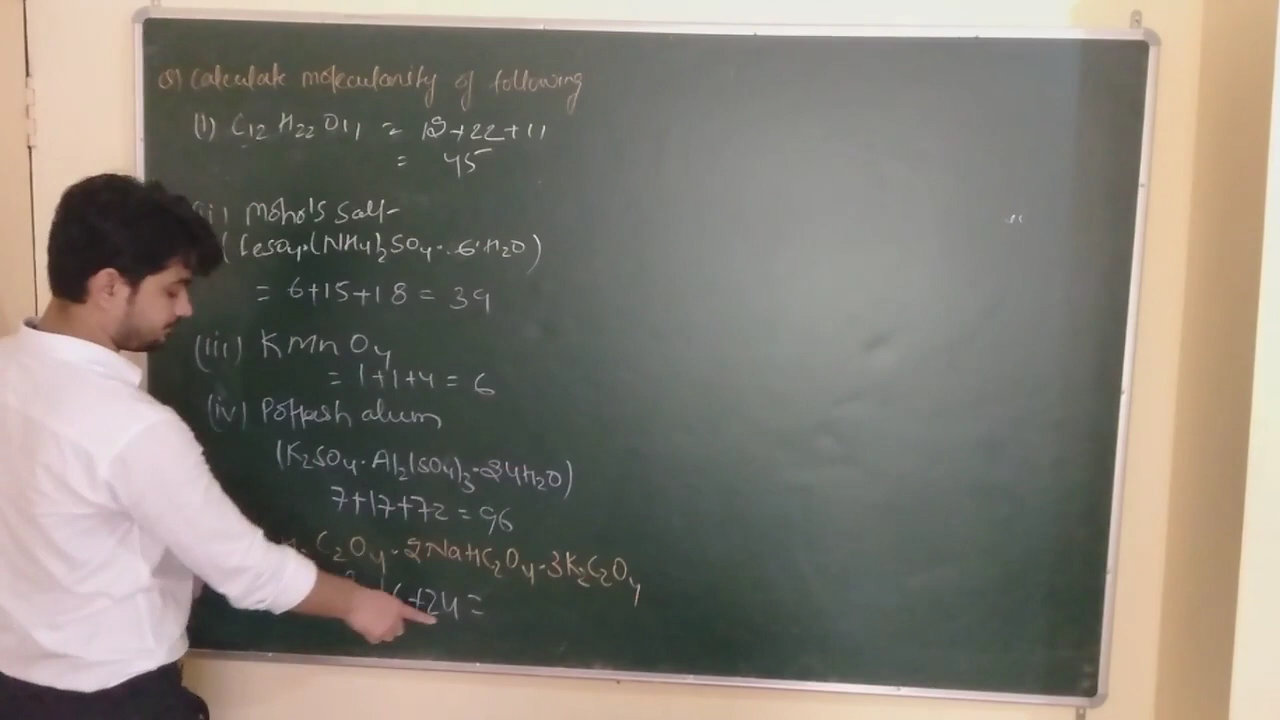 Q) Calculate molecularity of following
(i) C12 H22 O11 = 12+22+11
= 45
ii) Mohr's Salt
(FeSO4.(NH4)2SO4.6H2O)
= 6+15+18 = 39
(iii) KMnO4
= 1+1+4 = 6
(iv) Pottash alum
(K2SO4.Al2(SO4)3.24H2O)
7+17+72 = 96
C2O4.2NaHC2O4.3K2C2O4
+24 =